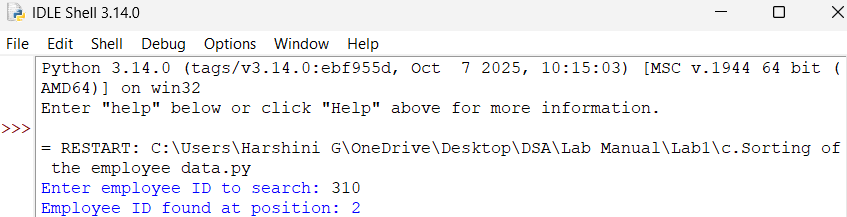 IDLE Shell 3.14.0
File Edit Shell Debug Options Window Help
Python 3.14.0 (tags/v3.14.0:ebf955d, Oct  7 2025, 10:15:03) [MSC v.1944 64 bit (
AMD64)] on win32
Enter "help" below or click "Help" above for more information.
>>>
= RESTART: C:\Users\Harshini G\OneDrive\Desktop\DSA\Lab Manual\Lab1\c.Sorting of
 the employee data.py
Enter employee ID to search: 310
Employee ID found at position: 2